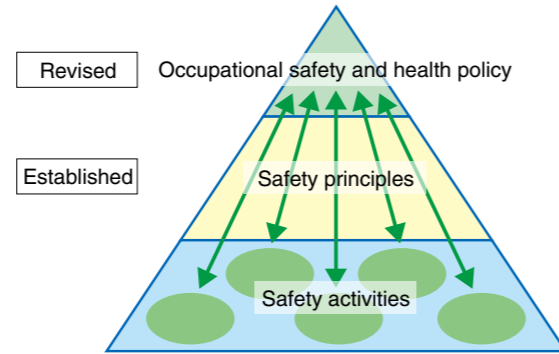 Revised
Occupational safety and health policy
Established
Safety principles
Safety activities